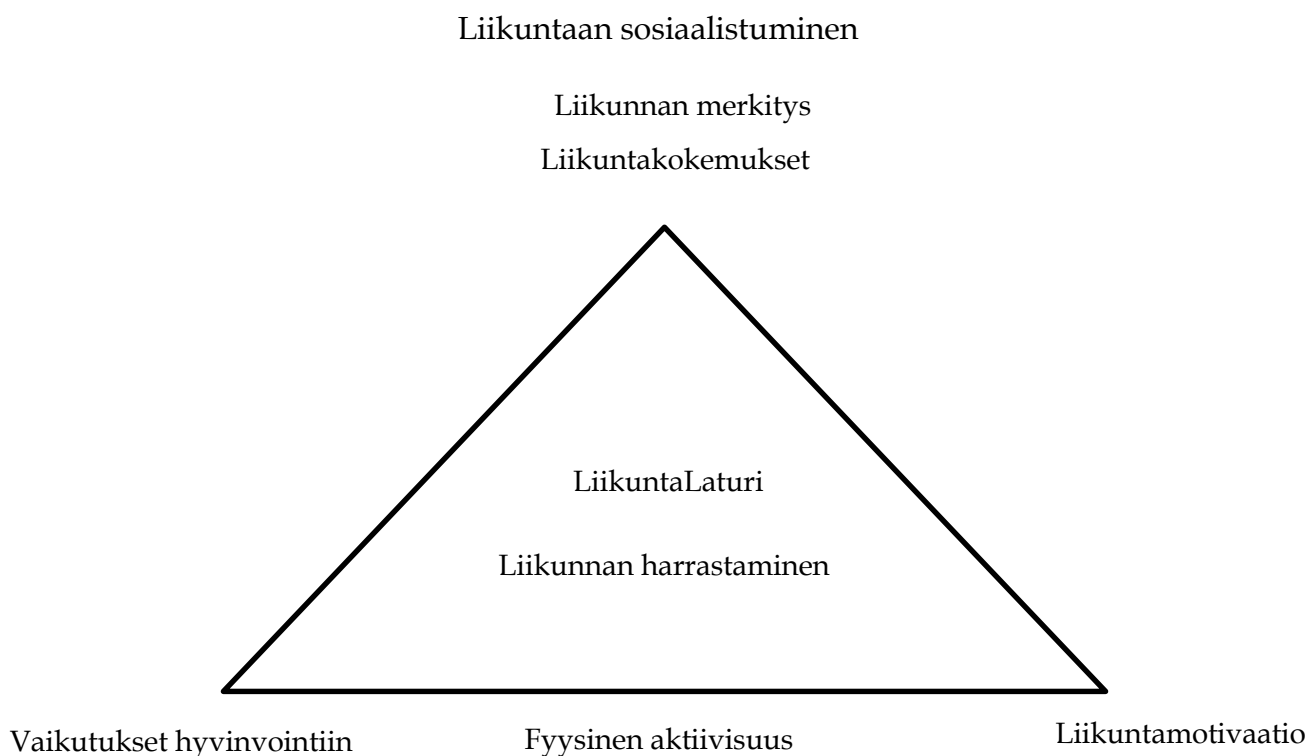 Liikuntaan sosiaalistuminen
Liikunnan merkitys
Liikuntakokemukset
LiikuntaLaturi
Liikunnan harrastaminen
Vaikutukset hyvinvointiin
Fyysinen aktiivisuus
Liikuntamotivaatio